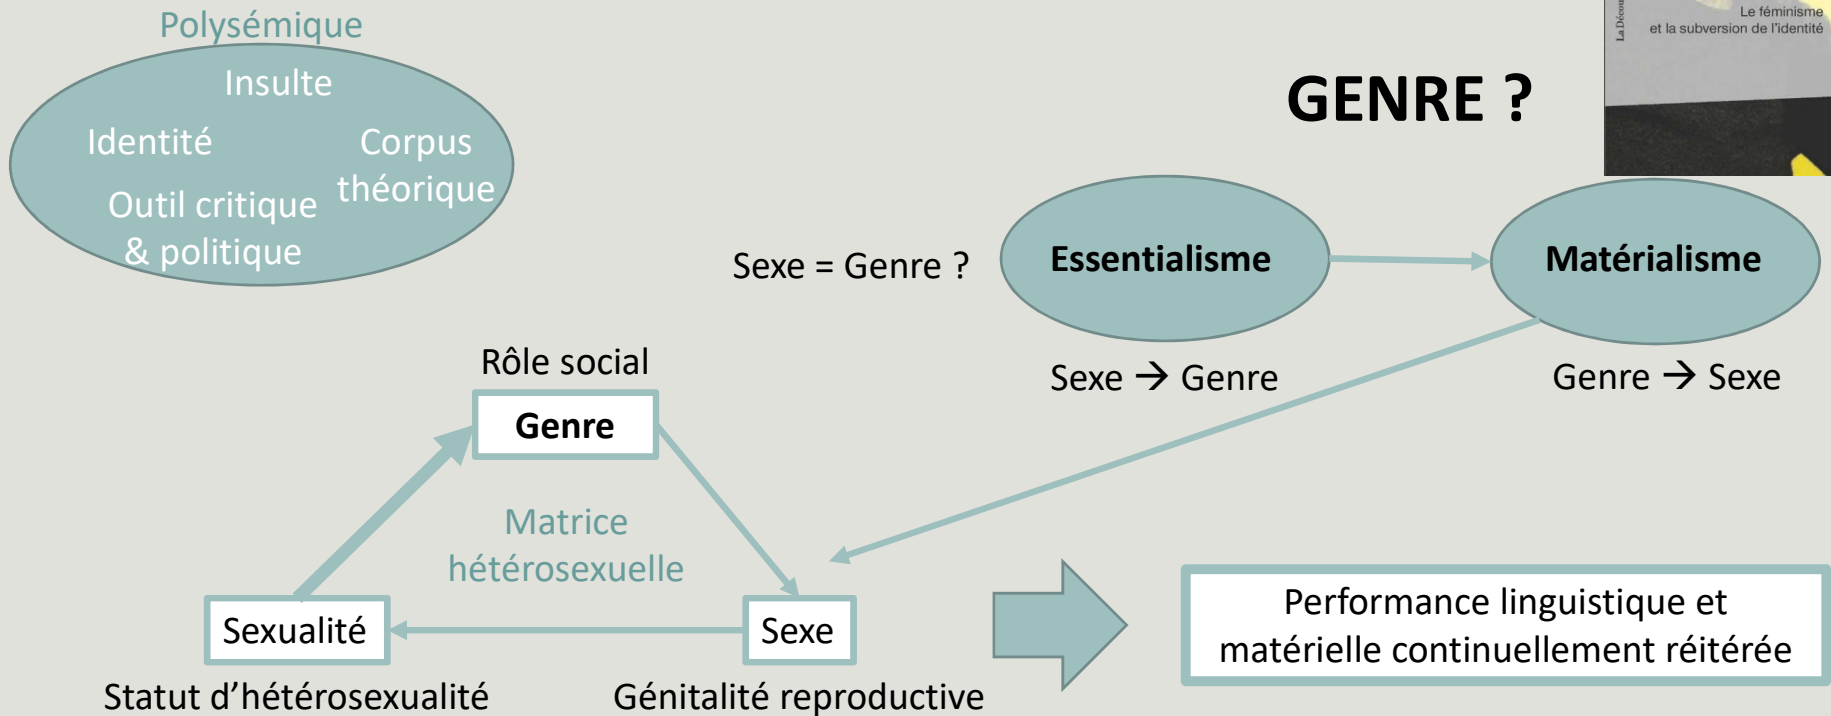 Polysémique
Insulte
Identité
Corpus
théorique
Outil critique
& politique
Le féminisme
et la subversion de l'identité
GENRE ?
Sexe = Genre ?
Essentialisme
Matérialisme
Sexe → Genre
Genre → Sexe
Rôle social
Genre
Matrice
hétérosexuelle
Sexualité
Sexe
Statut d'hétérosexualité
Génitalité reproductive
Performance linguistique et
matérielle continuellement réitérée